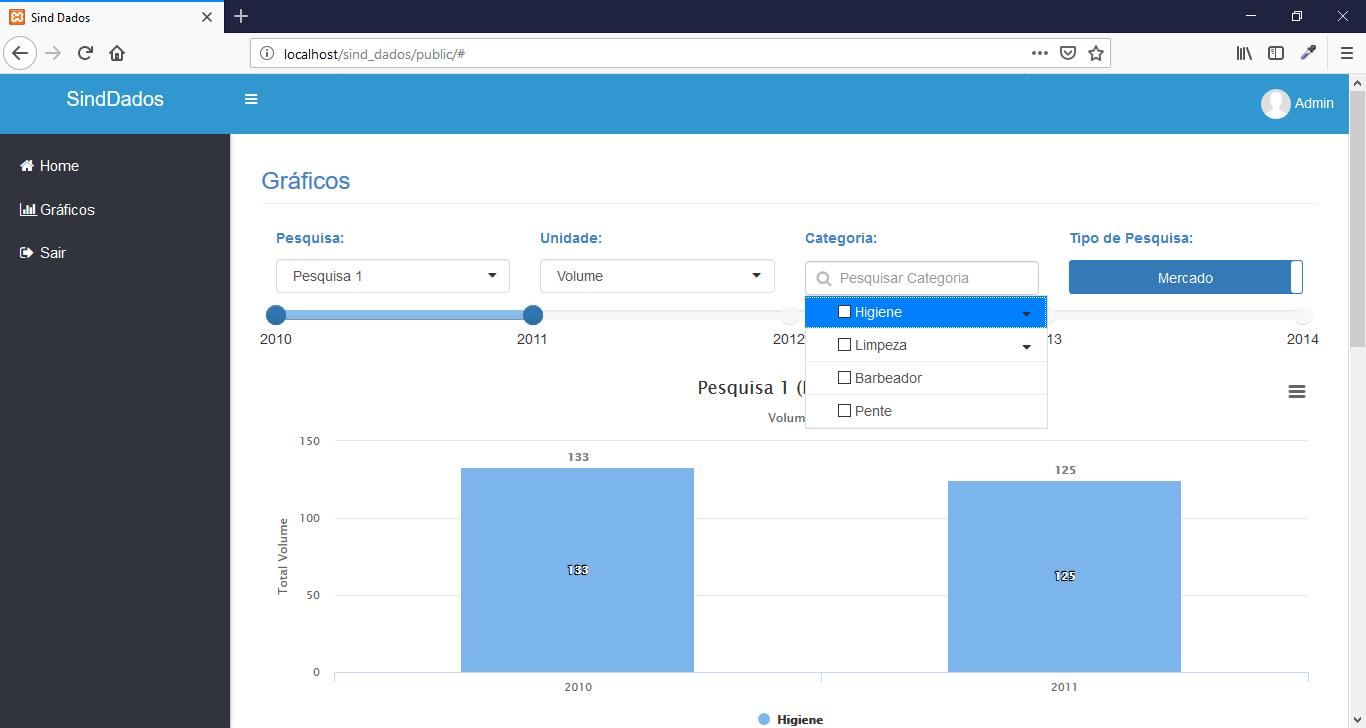 Sind Dados
localhost/sind_dados/public/#
SindDados
Admin
Home
Gráficos
Sair
Gráficos
Pesquisa:
Unidade:
Categoria:
Tipo de Pesquisa:
Pesquisa 1
Volume
Pesquisar Categoria
Mercado
2010
2011
2012
13
2014
Higiene
Limpeza
Barbeador
Pente
Pesquisa 1 (
Volum
150
100
50
0
Total Volume
133
125
133
125
2010
2011
Higiene